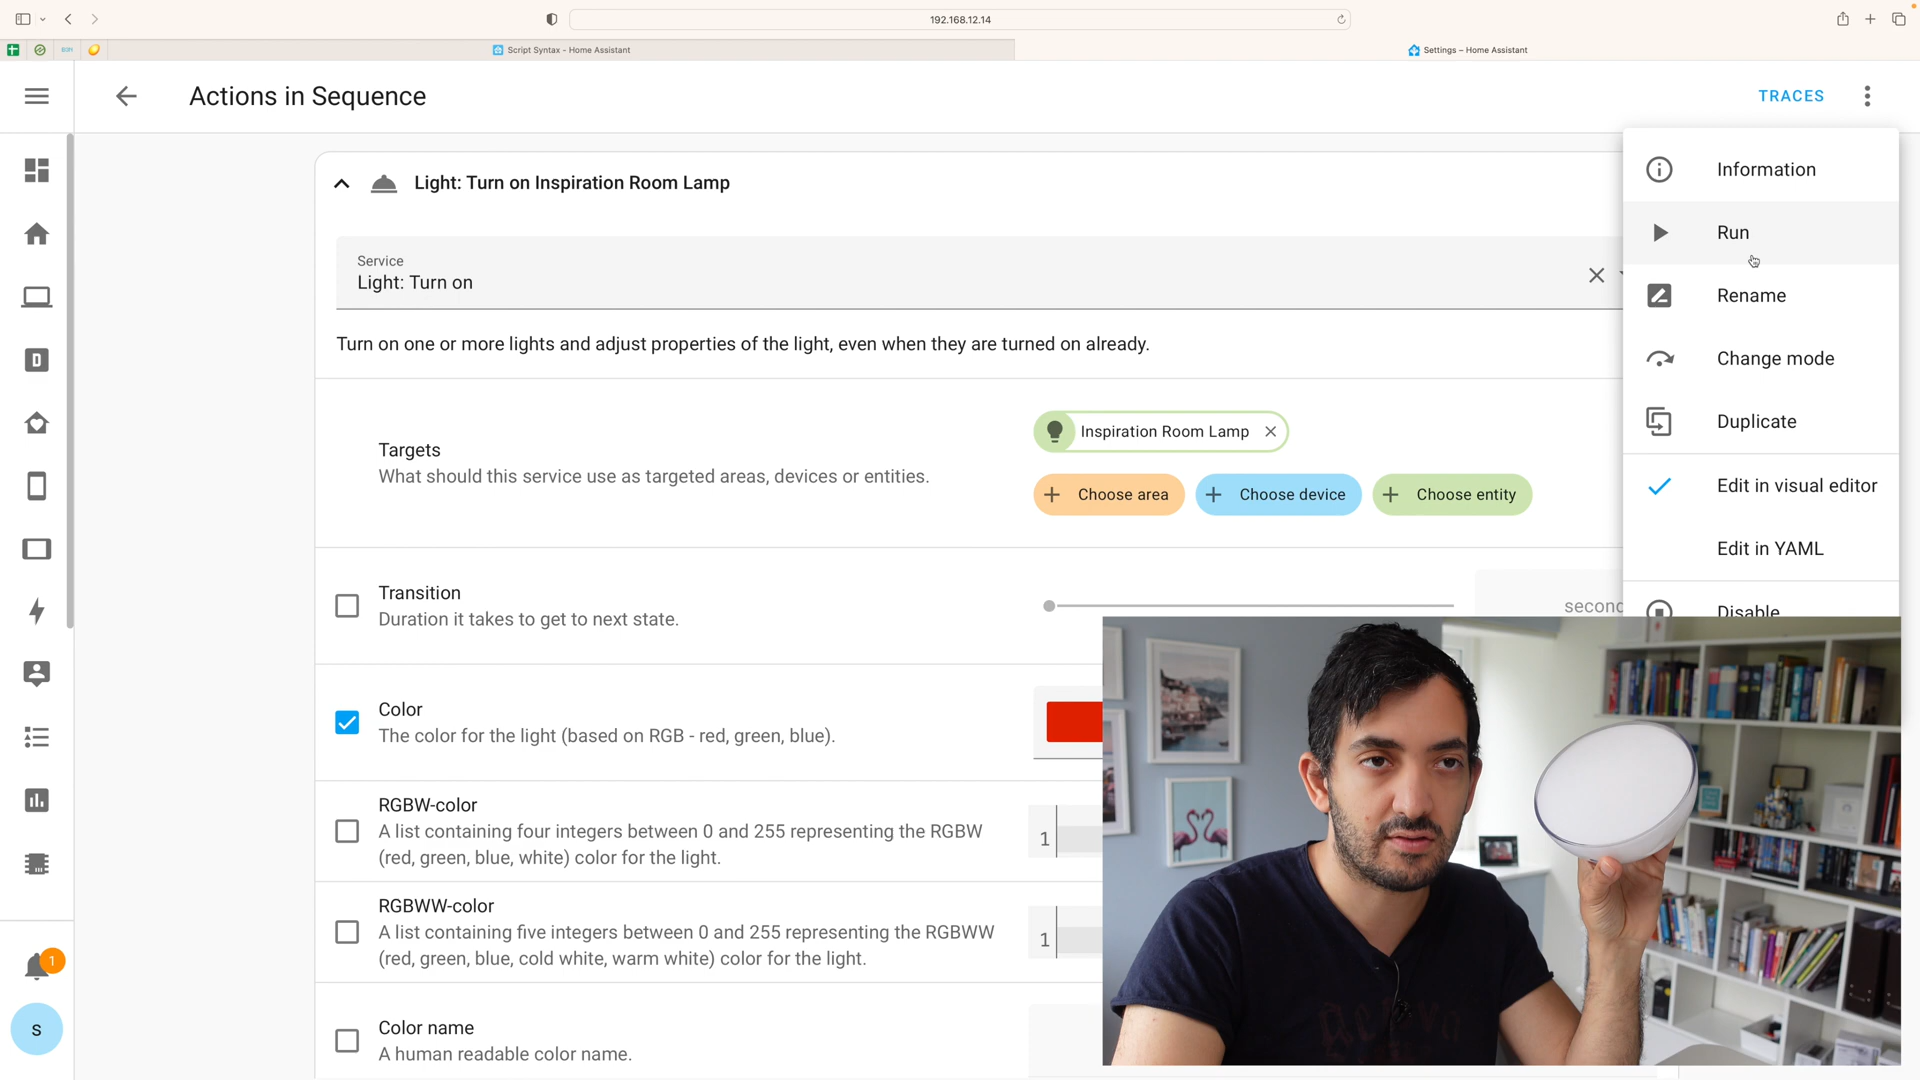 192.168.12.14
Script Syntax - Home Assistant
Settings – Home Assistant
Actions in Sequence
TRACES
Light: Turn on Inspiration Room Lamp
Service
Light: Turn on
Turn on one or more lights and adjust properties of the light, even when they are turned on already.
Targets
What should this service use as targeted areas, devices or entities.
Inspiration Room Lamp
Choose area
Choose device
Choose entity
Transition
Duration it takes to get to next state.
second
Color
The color for the light (based on RGB - red, green, blue).
RGBW-color
A list containing four integers between 0 and 255 representing the RGBW
(red, green, blue, white) color for the light.
1
RGBWW-color
A list containing five integers between 0 and 255 representing the RGBWW
(red, green, blue, cold white, warm white) color for the light.
1
Color name
A human readable color name.
Information
Run
Rename
Change mode
Duplicate
Edit in visual editor
Edit in YAML
Disable
D
1
S